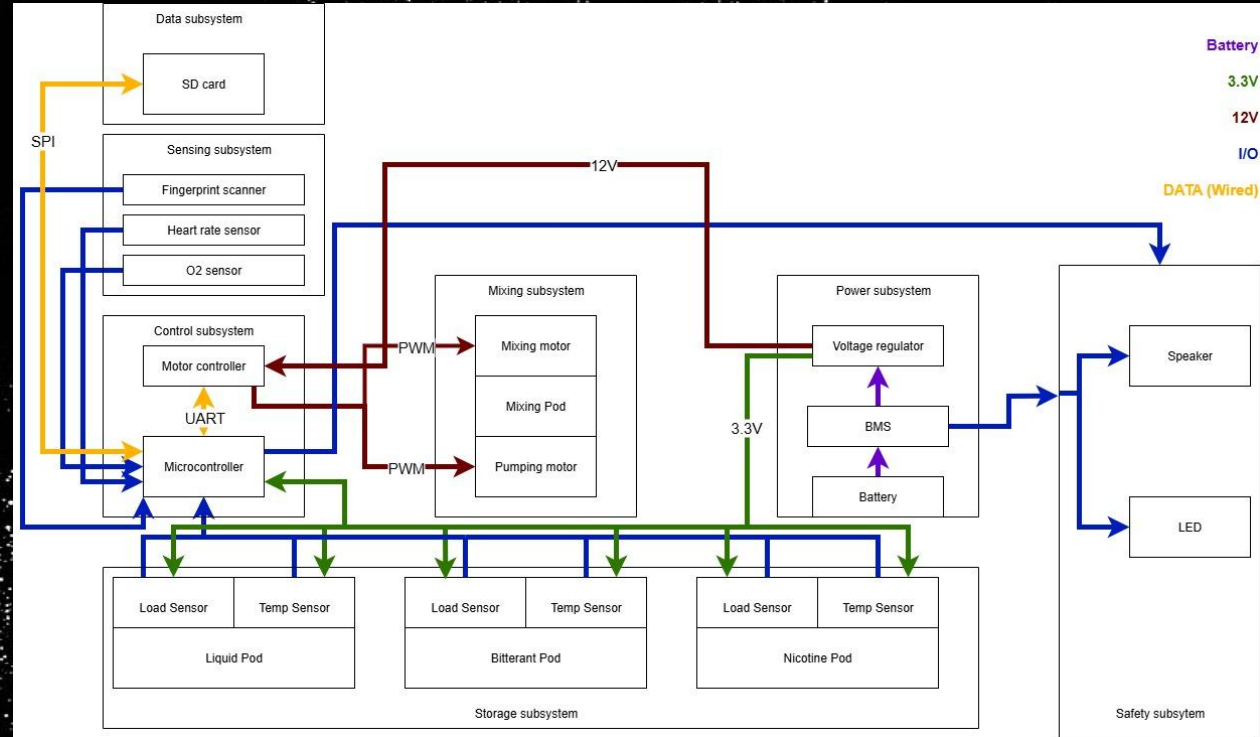 Data subsystem
SD card
SPI
Sensing subsystem
Fingerprint scanner
Heart rate sensor
O2 sensor
Control subsystem
Motor controller
UART
Microcontroller
12V
Mixing subsystem
PWM
Mixing motor
Mixing Pod
PWM
Pumping motor
Power subsystem
Voltage regulator
3.3V
BMS
Battery
Battery
3.3V
12V
I/O
DATA (Wired)
Speaker
LED
Safety subsytem
Load Sensor
Temp Sensor
Liquid Pod
Load Sensor
Temp Sensor
Bitterant Pod
Load Sensor
Temp Sensor
Nicotine Pod
Storage subsystem